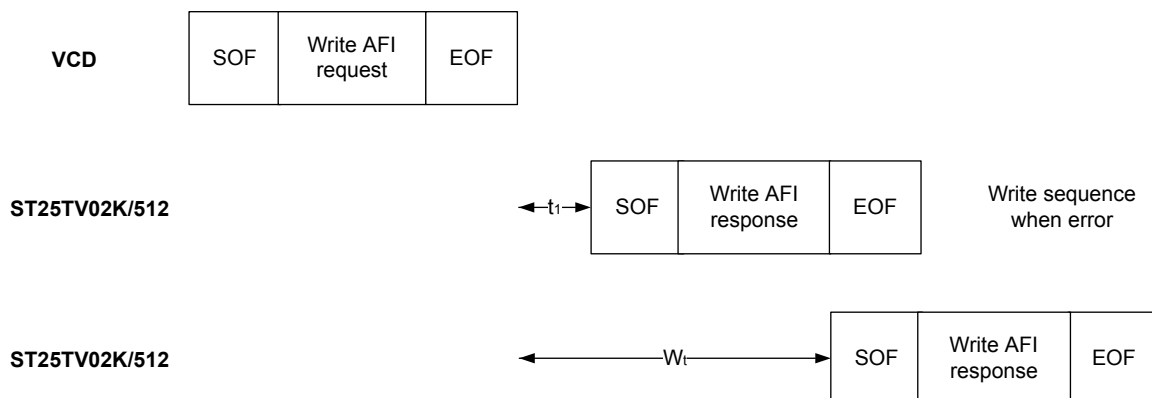 VCD
SOF
Write AFI
request
EOF
ST25TV02K/512
t1
SOF
Write AFI
response
EOF
Write sequence
when error
ST25TV02K/512
Wt
SOF
Write AFI
response
EOF